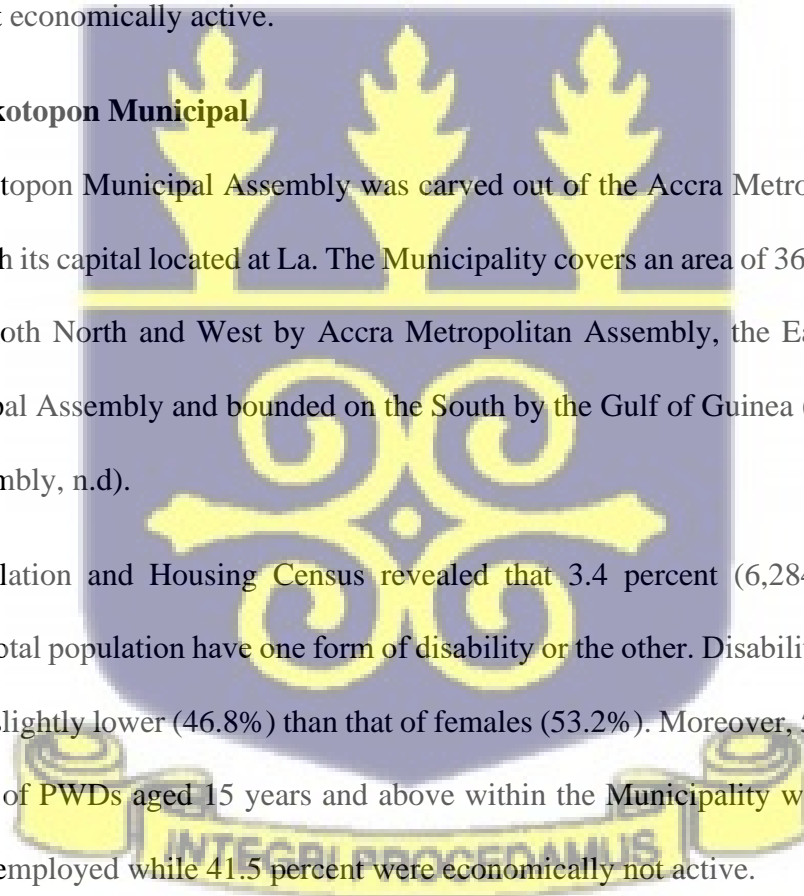 t economically active.
kotopon Municipal
topon Municipal Assembly was carved out of the Accra Metro
h its capital located at La. The Municipality covers an area of 36
oth North and West by Accra Metropolitan Assembly, the Ea
pal Assembly and bounded on the South by the Gulf of Guinea (
mbly, n.d).
lation and Housing Census revealed that 3.4 percent (6,284
otal population have one form of disability or the other. Disabilit
slightly lower (46.8%) than that of females (53.2%). Moreover, 5
of PWDs aged 15 years and above within the Municipality w
employed while 41.5 percent were economically not active.
INTEGRI PROCEDAMUS